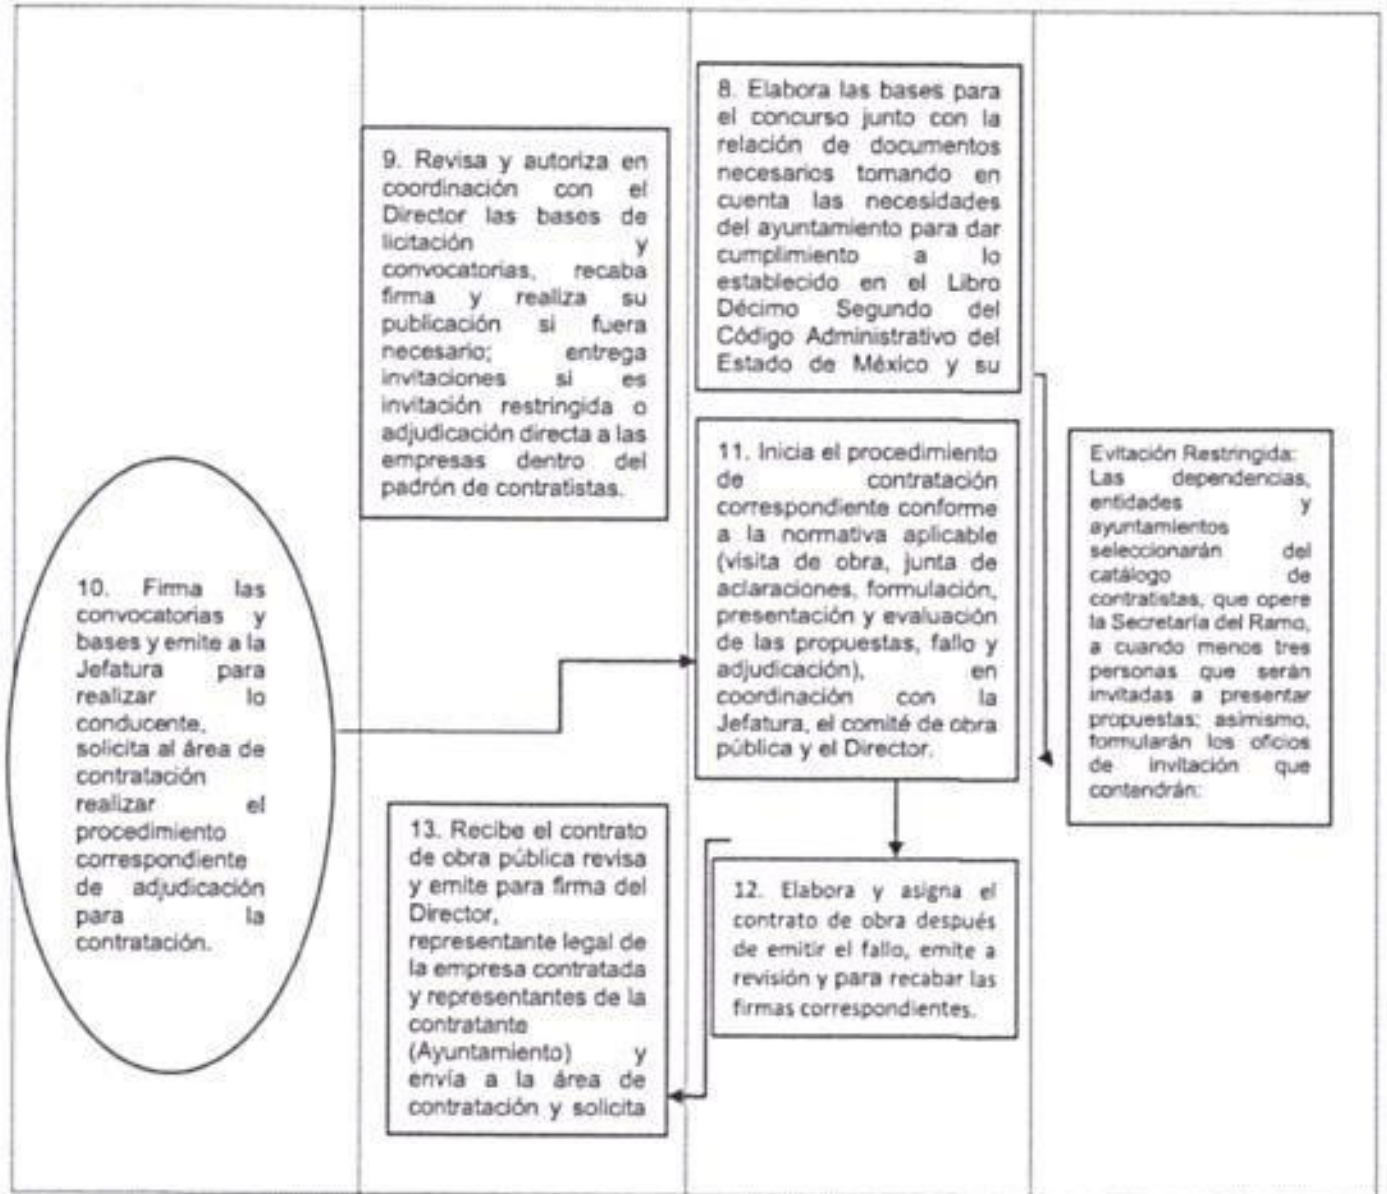 8. Elabora las bases para
el concurso junto con la
relación de documentos
necesarios tomando en
cuenta las necesidades
del ayuntamiento para dar
cumplimiento a lo
establecido en el Libro
Décimo Segundo del
Código Administrativo del
Estado de México y su
9. Revisa y autoriza en
coordinación con el
Director las bases de
licitación y
convocatorias, recaba
firma y realiza su
publicación si fuera
necesario; entrega
invitaciones si es
invitación restringida o
adjudicación directa a las
empresas dentro del
padrón de contratistas.
10. Firma las
convocatorias y
bases y emite a la
Jefatura para
realizar lo
conducente,
solicita al área de
contratación
realizar el
procedimiento
correspondiente
de adjudicación
para la
contratación.
11. Inicia el procedimiento
de contratación
correspondiente conforme
a la normativa aplicable
(visita de obra, junta de
aclaraciones, formulación,
presentación y evaluación
de las propuestas, fallo y
adjudicación), en
coordinación con la
Jefatura, el comité de obra
pública y el Director.
Evitación Restringida:
Las dependencias,
entidades y
ayuntamientos
seleccionarán del
catálogo de
contratistas, que opere
la Secretaría del Ramo,
a cuando menos tres
personas que serán
invitadas a presentar
propuestas; asimismo,
formularán los oficios
de invitación que
contendrán:
12. Elabora y asigna el
contrato de obra después
de emitir el fallo, emite a
revisión y para recabar las
firmas correspondientes.
13. Recibe el contrato
de obra pública revisa
y emite para firma del
Director,
representante legal de
la empresa contratada
y representantes de la
contratante
(Ayuntamiento) y
envía a la área de
contratación y solicita